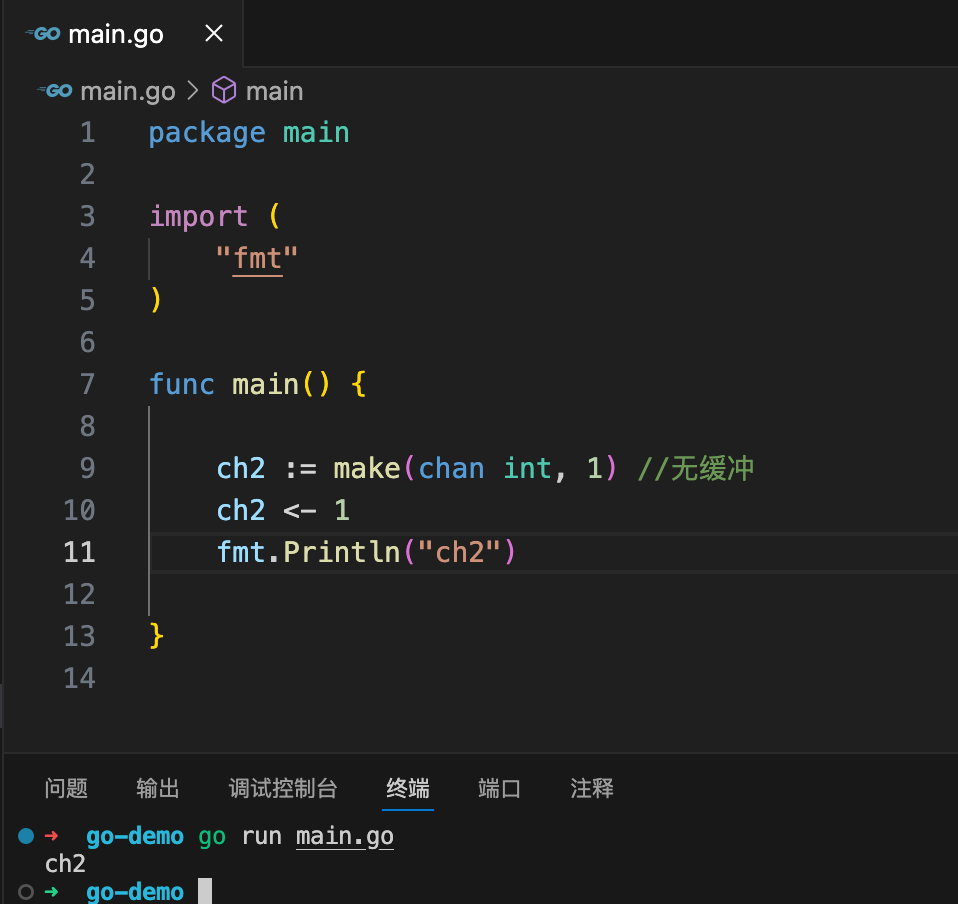 GO main.go ×
GO main.go > main
1 package main
2
3 import (
4 "fmt"
5 )
6
7 func main() {
8
9 ch2 := make(chan int, 1) //无缓冲
10 ch2 <- 1
11 fmt.Println("ch2")
12
13 }
14
问题 输出 调试控制台 终端 端口 注释
➜ go-demo go run main.go
ch2
➜ go-demo